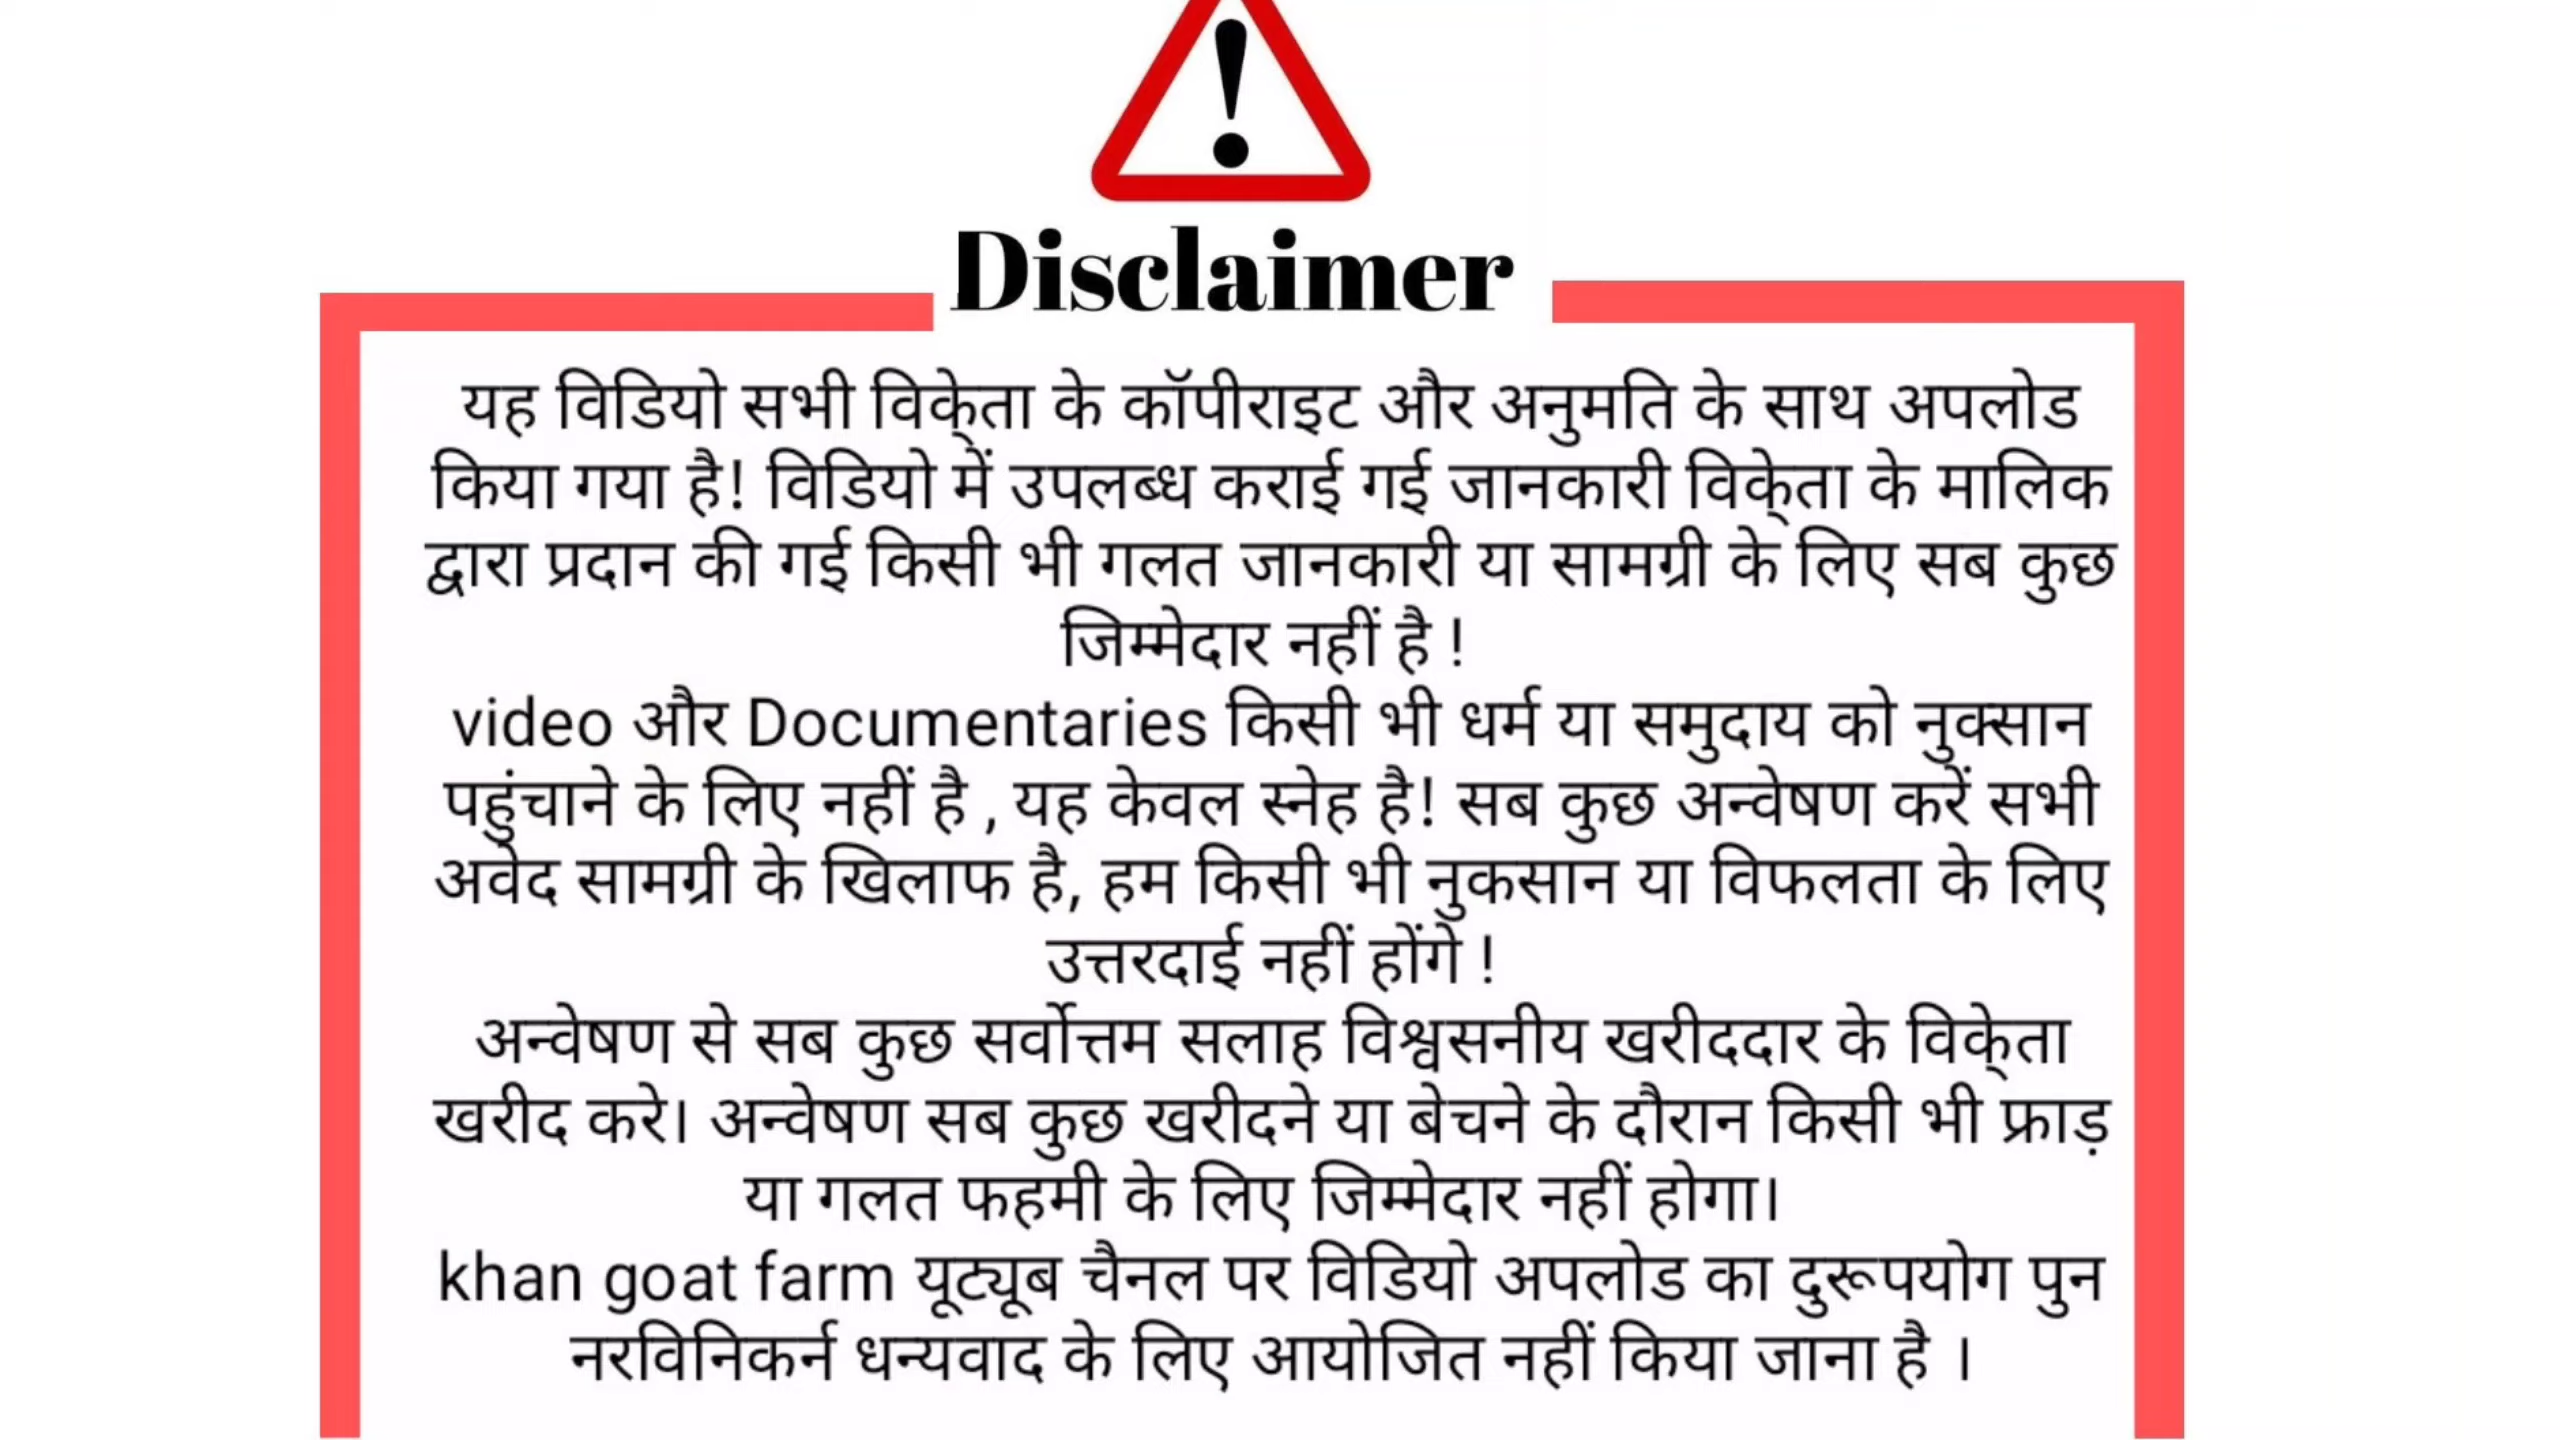 Disclaimer
यह विडियो सभी विके्ता के कॉपीराइट और अनुमति के साथ अपलोड
किया गया है! विडियो में उपलब्ध कराई गई जानकारी विके्ता के मालिक
द्वारा प्रदान की गई किसी भी गलत जानकारी या सामग्री के लिए सब कुछ
जिम्मेदार नहीं है !
video और Documentaries किसी भी धर्म या समुदाय को नुक्सान
पहुंचाने के लिए नहीं है , यह केवल स्नेह है! सब कुछ अन्वेषण करें सभी
अवेद सामग्री के खिलाफ है, हम किसी भी नुकसान या विफलता के लिए
उत्तरदाई नहीं होंगे !
अन्वेषण से सब कुछ सर्वोत्तम सलाह विश्वसनीय खरीददार के विके्ता
खरीद करे। अन्वेषण सब कुछ खरीदने या बेचने के दौरान किसी भी फ्राड़
या गलत फहमी के लिए जिम्मेदार नहीं होगा।
khan goat farm यूट्यूब चैनल पर विडियो अपलोड का दुरूपयोग पुन
नरविनिकर्न धन्यवाद के लिए आयोजित नहीं किया जाना है ।